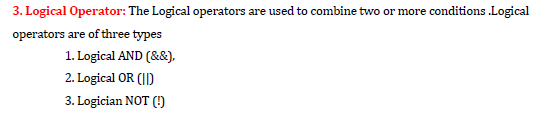 3. Logical Operator: The Logical operators are used to combine two or more conditions .Logical
operators are of three types
1. Logical AND (&&),
2. Logical OR (||)
3. Logician NOT (!)